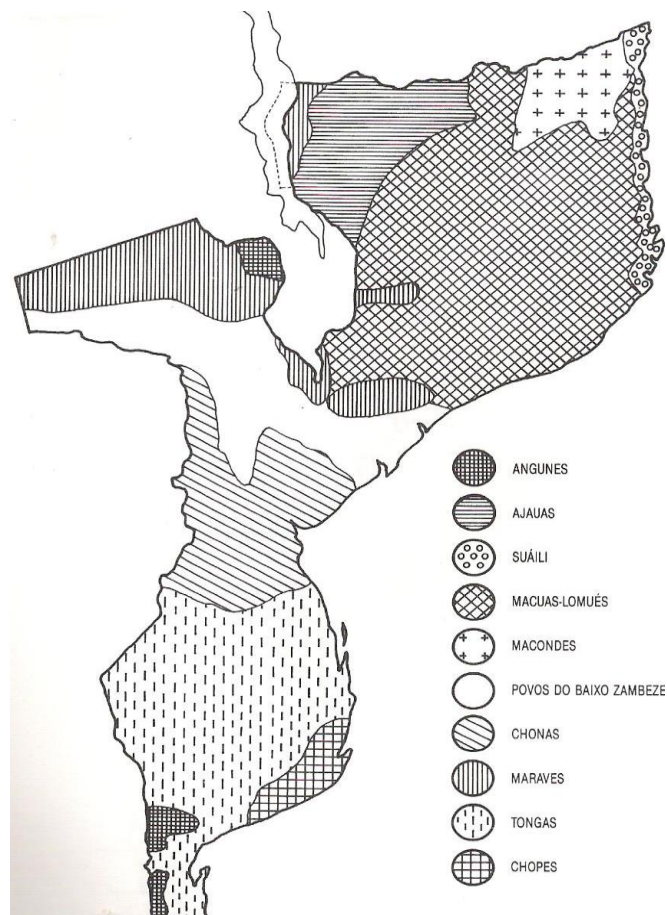 ANGUNES
AJAUAS
SUÁILI
MACUAS-LOMUÉS
MACONDES
POVOS DO BAIXO ZAMBEZE
CHONAS
MARAVES
TONGAS
CHOPES